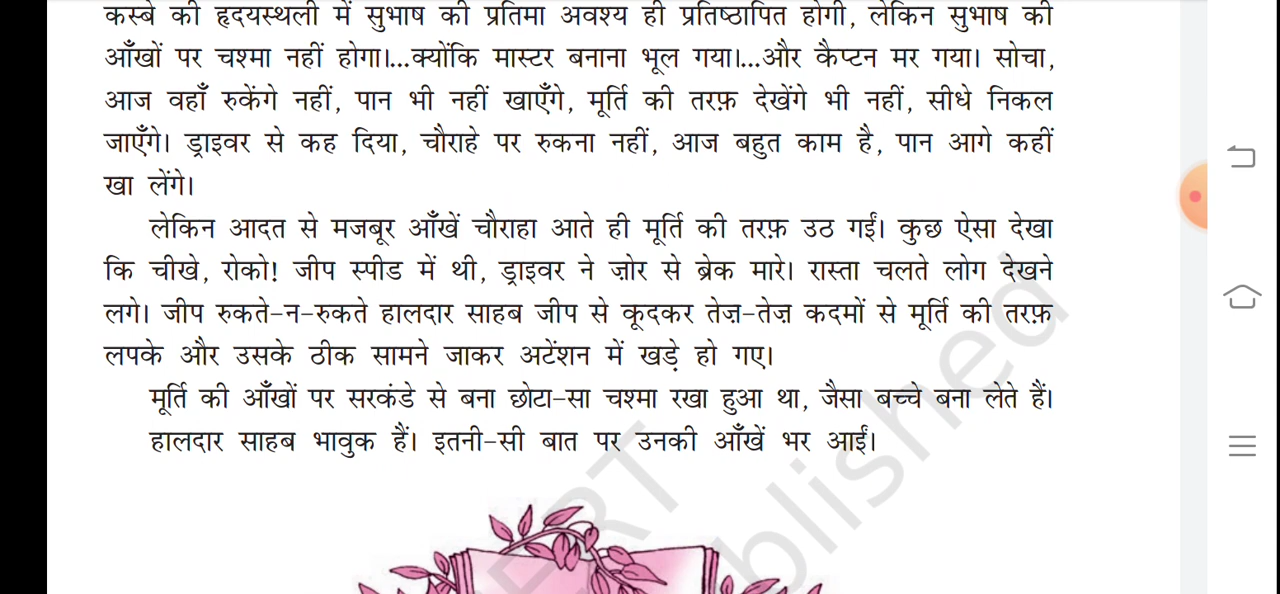 कस्बे की हृदयस्थली में सुभाष की प्रतिमा अवश्य ही प्रतिष्ठापित होगी, लेकिन सुभाष की
आँखों पर चश्मा नहीं होगा।...क्योंकि मास्टर बनाना भूल गया।...और कैप्टन मर गया। सोचा,
आज वहाँ रुकेंगे नहीं, पान भी नहीं खाएँगे, मूर्ति की तरफ़ देखेंगे भी नहीं, सीधे निकल
जाएँगे। ड्राइवर से कह दिया, चौराहे पर रुकना नहीं, आज बहुत काम है, पान आगे कहीं
खा लेंगे।
लेकिन आदत से मजबूर आँखें चौराहा आते ही मूर्ति की तरफ़ उठ गईं। कुछ ऐसा देखा
कि चीखे, रोको! जीप स्पीड में थी, ड्राइवर ने ज़ोर से ब्रेक मारे। रास्ता चलते लोग देखने
लगे। जीप रुकते-न-रुकते हालदार साहब जीप से कूदकर तेज़-तेज़ कदमों से मूर्ति की तरफ़
लपके और उसके ठीक सामने जाकर अटेंशन में खड़े हो गए।
मूर्ति की आँखों पर सरकंडे से बना छोटा-सा चश्मा रखा हुआ था, जैसा बच्चे बना लेते हैं।
हालदार साहब भावुक हैं। इतनी-सी बात पर उनकी आँखें भर आईं।
ERT
blished